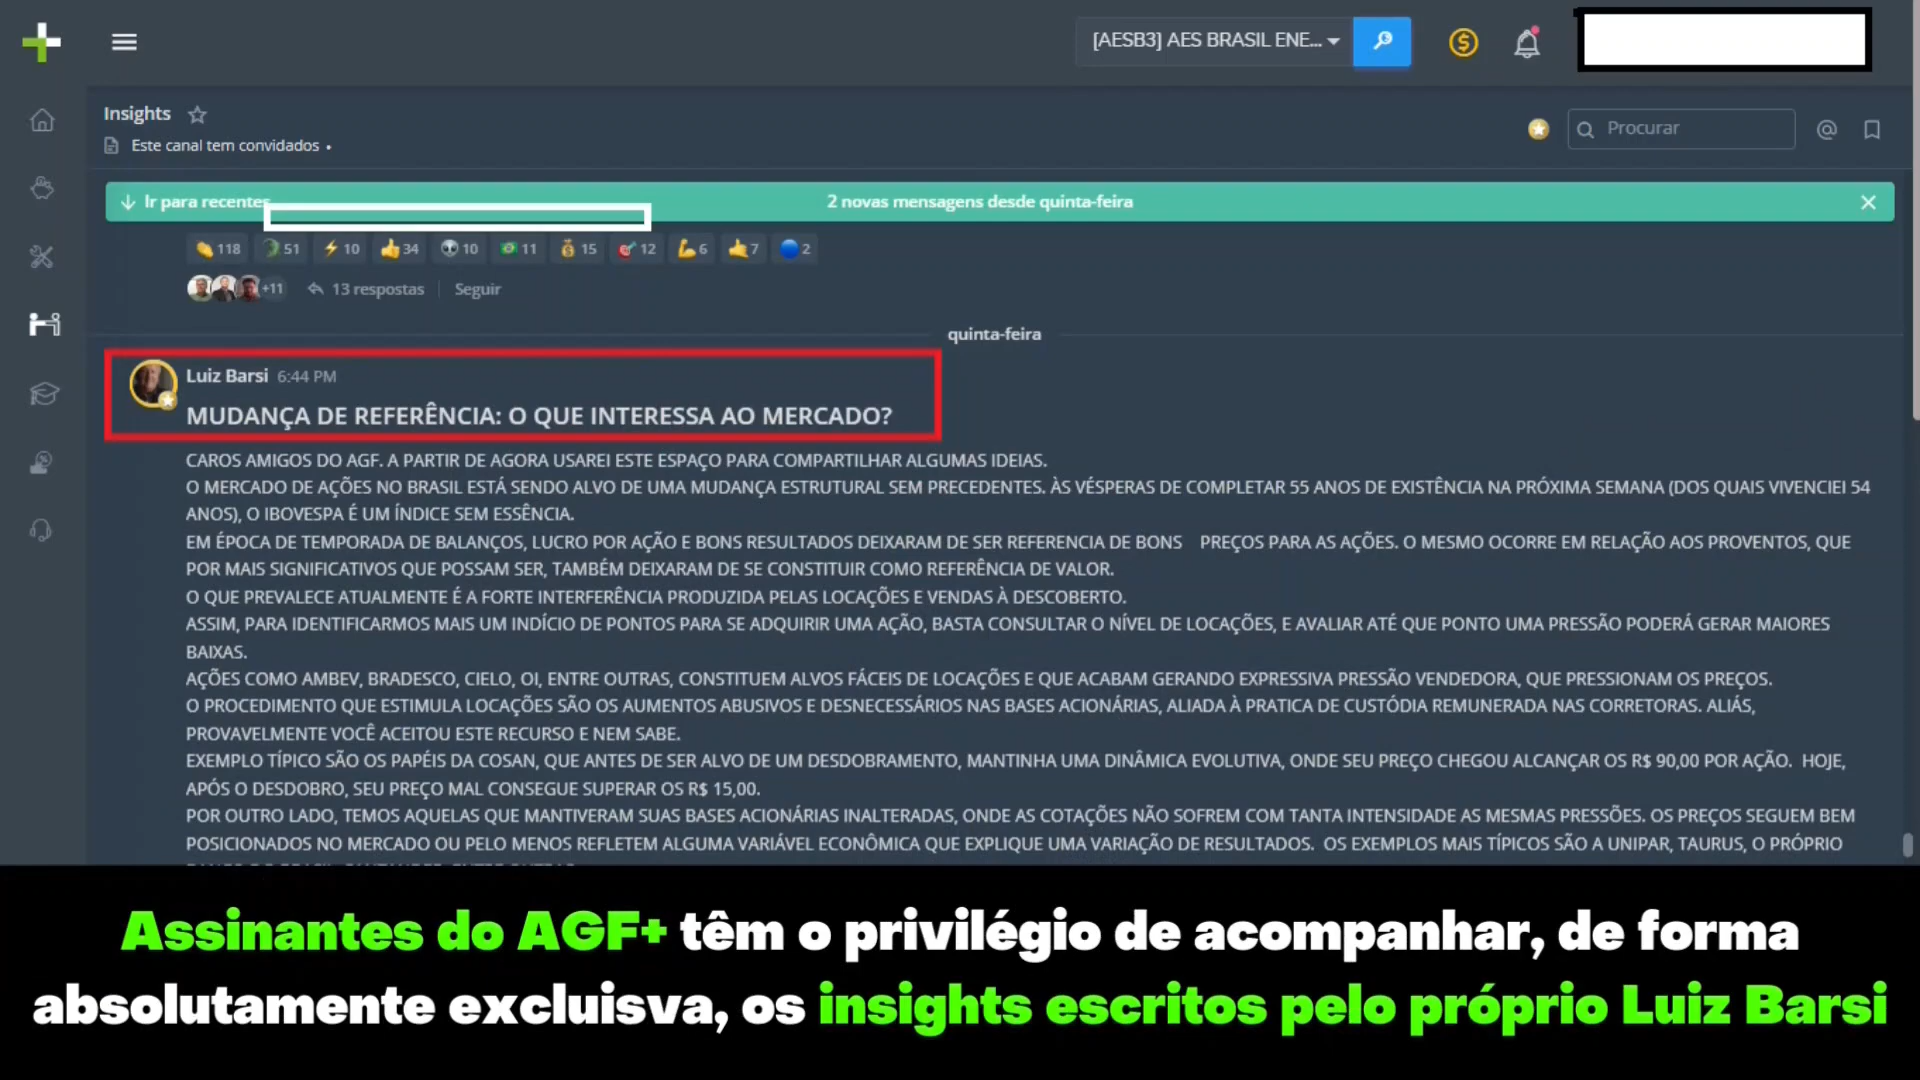 [AESB3] AES BRASIL ENE...
Insights
Este canal tem convidados •
Procurar
Ir para recentes
2 novas mensagens desde quinta-feira
118 51 10 34 10 11 15 12 6 7 2
+11 13 respostas Seguir
quinta-feira
Luiz Barsi 6:44 PM
MUDANÇA DE REFERÊNCIA: O QUE INTERESSA AO MERCADO?
CAROS AMIGOS DO AGF. A PARTIR DE AGORA USAREI ESTE ESPAÇO PARA COMPARTILHAR ALGUMAS IDEIAS.
O MERCADO DE AÇÕES NO BRASIL ESTÁ SENDO ALVO DE UMA MUDANÇA ESTRUTURAL SEM PRECEDENTES. ÀS VÉSPERAS DE COMPLETAR 55 ANOS DE EXISTÊNCIA NA PRÓXIMA SEMANA (DOS QUAIS VIVENCIEI 54
ANOS), O IBOVESPA É UM ÍNDICE SEM ESSÊNCIA.
EM ÉPOCA DE TEMPORADA DE BALANÇOS, LUCRO POR AÇÃO E BONS RESULTADOS DEIXARAM DE SER REFERENCIA DE BONS PREÇOS PARA AS AÇÕES. O MESMO OCORRE EM RELAÇÃO AOS PROVENTOS, QUE
POR MAIS SIGNIFICATIVOS QUE POSSAM SER, TAMBÉM DEIXARAM DE SE CONSTITUIR COMO REFERÊNCIA DE VALOR.
O QUE PREVALECE ATUALMENTE É A FORTE INTERFERÊNCIA PRODUZIDA PELAS LOCAÇÕES E VENDAS À DESCOBERTO.
ASSIM, PARA IDENTIFICARMOS MAIS UM INDÍCIO DE PONTOS PARA SE ADQUIRIR UMA AÇÃO, BASTA CONSULTAR O NÍVEL DE LOCAÇÕES, E AVALIAR ATÉ QUE PONTO UMA PRESSÃO PODERÁ GERAR MAIORES
BAIXAS.
AÇÕES COMO AMBEV, BRADESCO, CIELO, OI, ENTRE OUTRAS, CONSTITUEM ALVOS FÁCEIS DE LOCAÇÕES E QUE ACABAM GERANDO EXPRESSIVA PRESSÃO VENDEDORA, QUE PRESSIONAM OS PREÇOS.
O PROCEDIMENTO QUE ESTIMULA LOCAÇÕES SÃO OS AUMENTOS ABUSIVOS E DESNECESSÁRIOS NAS BASES ACIONÁRIAS, ALIADA À PRATICA DE CUSTÓDIA REMUNERADA NAS CORRETORAS. ALIÁS,
PROVAVELMENTE VOCÊ ACEITOU ESTE RECURSO E NEM SABE.
EXEMPLO TÍPICO SÃO OS PAPÉIS DA COSAN, QUE ANTES DE SER ALVO DE UM DESDOBRAMENTO, MANTINHA UMA DINÂMICA EVOLUTIVA, ONDE SEU PREÇO CHEGOU ALCANÇAR OS R$ 90,00 POR AÇÃO. HOJE,
APÓS O DESDOBRO, SEU PREÇO MAL CONSEGUE SUPERAR OS R$ 15,00.
POR OUTRO LADO, TEMOS AQUELAS QUE MANTIVERAM SUAS BASES ACIONÁRIAS INALTERADAS, ONDE AS COTAÇÕES NÃO SOFREM COM TANTA INTENSIDADE AS MESMAS PRESSÕES. OS PREÇOS SEGUEM BEM
POSICIONADOS NO MERCADO OU PELO MENOS REFLETEM ALGUMA VARIÁVEL ECONÔMICA QUE EXPLIQUE UMA VARIAÇÃO DE RESULTADOS. OS EXEMPLOS MAIS TÍPICOS SÃO A UNIPAR, TAURUS, O PRÓPRIO
Assinantes do AGF+ têm o privilégio de acompanhar, de forma
absolutamente excluisva, os insights escritos pelo próprio Luiz Barsi